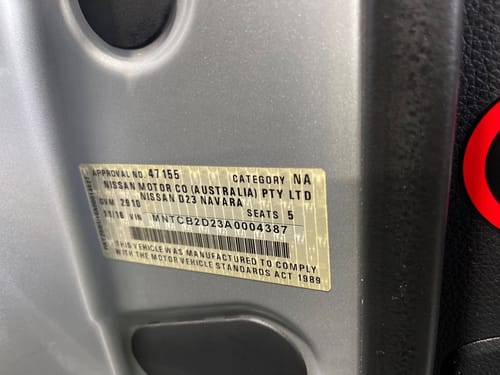 APPROVAL NO. 47155 CATEGORY NA
NISSAN MOTOR CO (AUSTRALIA) PTY LTD
NISSAN D23 NAVARA
GVM 2910 SEATS 5
11/16 VIN MNTCB2D23A0004387
THIS VEHICLE WAS MANUFACTURED TO COMPLY
WITH THE MOTOR VEHICLE STANDARDS ACT 1989